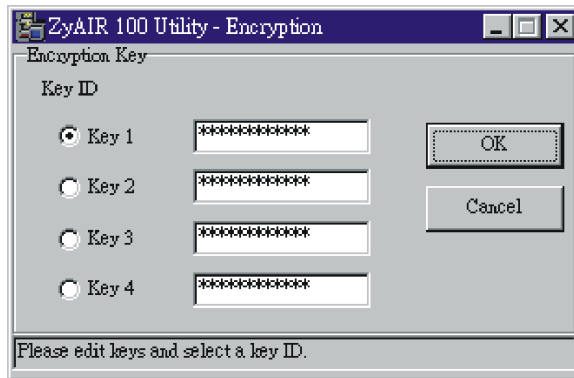 ZyAIR 100 Utility - Encryption
Encryption Key
Key ID
Key 1 ************
OK
Key 2 ************
Cancel
Key 3 ************
Key 4 ************
Please edit keys and select a key ID.